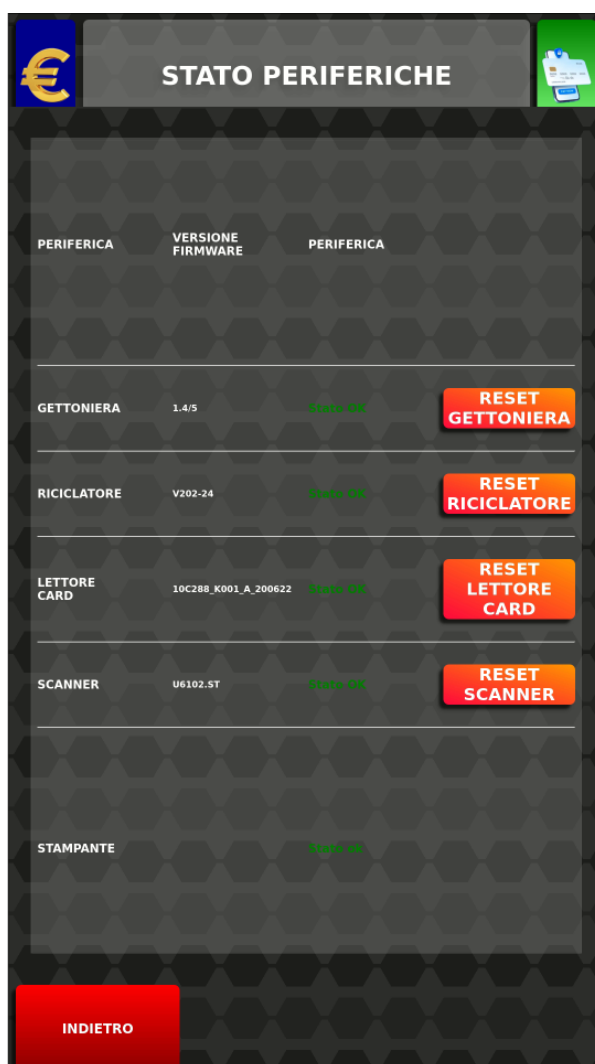 STATO PERIFERICHE
PERIFERICA
VERSIONE
FIRMWARE
PERIFERICA
GETTONIERA
1.4/5
Stato OK
RESET
GETTONIERA
RICICLATORE
V202-24
Stato OK
RESET
RICICLATORE
LETTORE
CARD
10C288_K001_A_200622
Stato OK
RESET
LETTORE
CARD
SCANNER
U6102.ST
Stato OK
RESET
SCANNER
STAMPANTE
Stato ok
INDIETRO